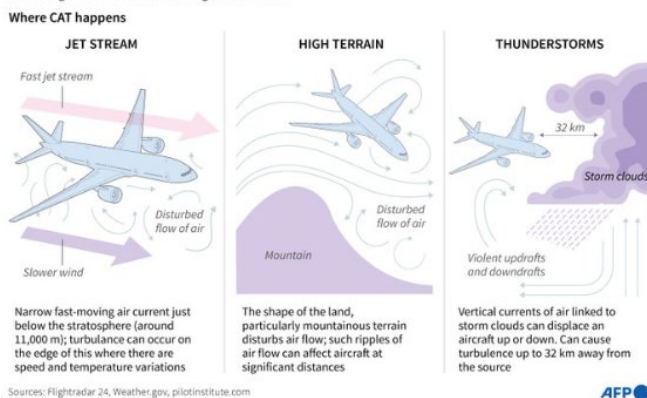 Where CAT happens
JET STREAM
Fast jet stream
Disturbed
flow of air
Slower wind
Narrow fast-moving air current just
below the stratosphere (around
11,000 m); turbulance can occur on
the edge of this where there are
speed and temperature variations
HIGH TERRAIN
Disturbed
flow of air
Mountain
The shape of the land,
particularly mountainous terrain
disturbs air flow; such ripples of
air flow can affect aircraft at
significant distances
THUNDERSTORMS
32 km
Storm clouds
Violent updrafts
and downdrafts
Vertical currents of air linked to
storm clouds can displace an
aircraft up or down. Can cause
turbulence up to 32 km away from
the source
Sources: Flightradar 24, Weather.gov, pilotinstitute.com
AFP